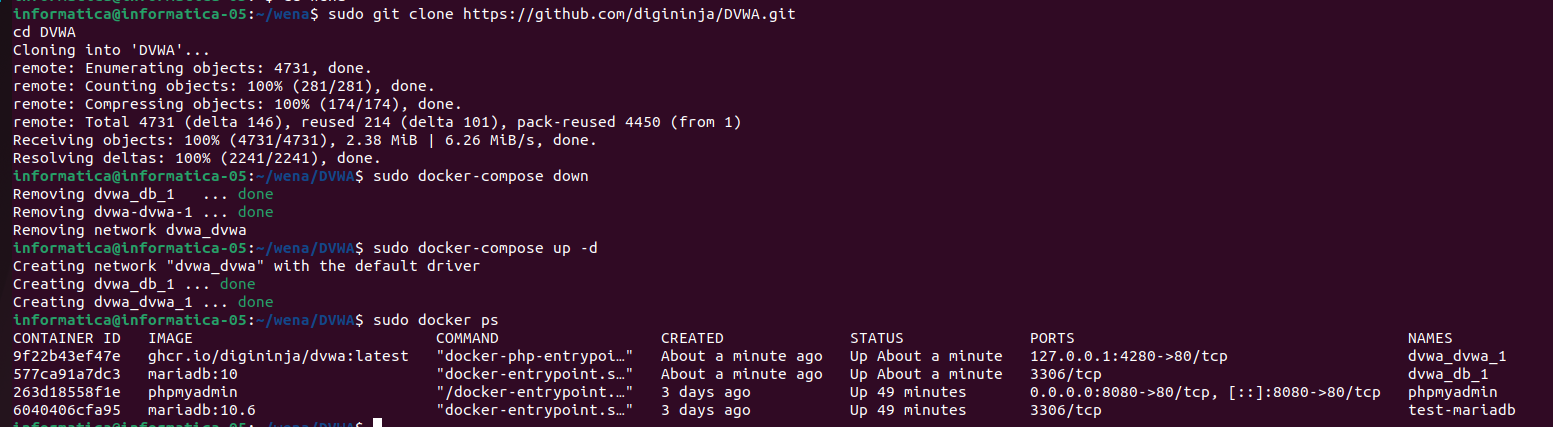 informatica@informatica-05:~/wena$ sudo git clone https://github.com/digininja/DVWA.git
cd DVWA
Cloning into 'DVWA'...
remote: Enumerating objects: 4731, done.
remote: Counting objects: 100% (281/281), done.
remote: Compressing objects: 100% (174/174), done.
remote: Total 4731 (delta 146), reused 214 (delta 101), pack-reused 4450 (from 1)
Receiving objects: 100% (4731/4731), 2.38 MiB | 6.26 MiB/s, done.
Resolving deltas: 100% (2241/2241), done.
informatica@informatica-05:~/wena/DVWA$ sudo docker-compose down
Removing dvwa_db_1   ... done
Removing dvwa-dvwa-1 ... done
Removing network dvwa_dvwa
informatica@informatica-05:~/wena/DVWA$ sudo docker-compose up -d
Creating network "dvwa_dvwa" with the default driver
Creating dvwa_db_1 ... done
Creating dvwa_dvwa_1 ... done
informatica@informatica-05:~/wena/DVWA$ sudo docker ps
CONTAINER ID   IMAGE                           COMMAND                  CREATED              STATUS              PORTS                                     NAMES
9f22b43ef47e   ghcr.io/digininja/dvwa:latest   "docker-php-entrypoi…"   About a minute ago   Up About a minute   127.0.0.1:4280->80/tcp                    dvwa_dvwa_1
577ca91a7dc3   mariadb:10                      "docker-entrypoint.s…"   About a minute ago   Up About a minute   3306/tcp                                  dvwa_db_1
263d18558f1e   phpmyadmin                      "/docker-entrypoint.…"   3 days ago           Up 49 minutes       0.0.0.0:8080->80/tcp, [::]:8080->80/tcp   phpmyadmin
6040406cfa95   mariadb:10.6                    "docker-entrypoint.s…"   3 days ago           Up 49 minutes       3306/tcp                                  test-mariadb
informatica@informatica-05:~/wena/DVWA$